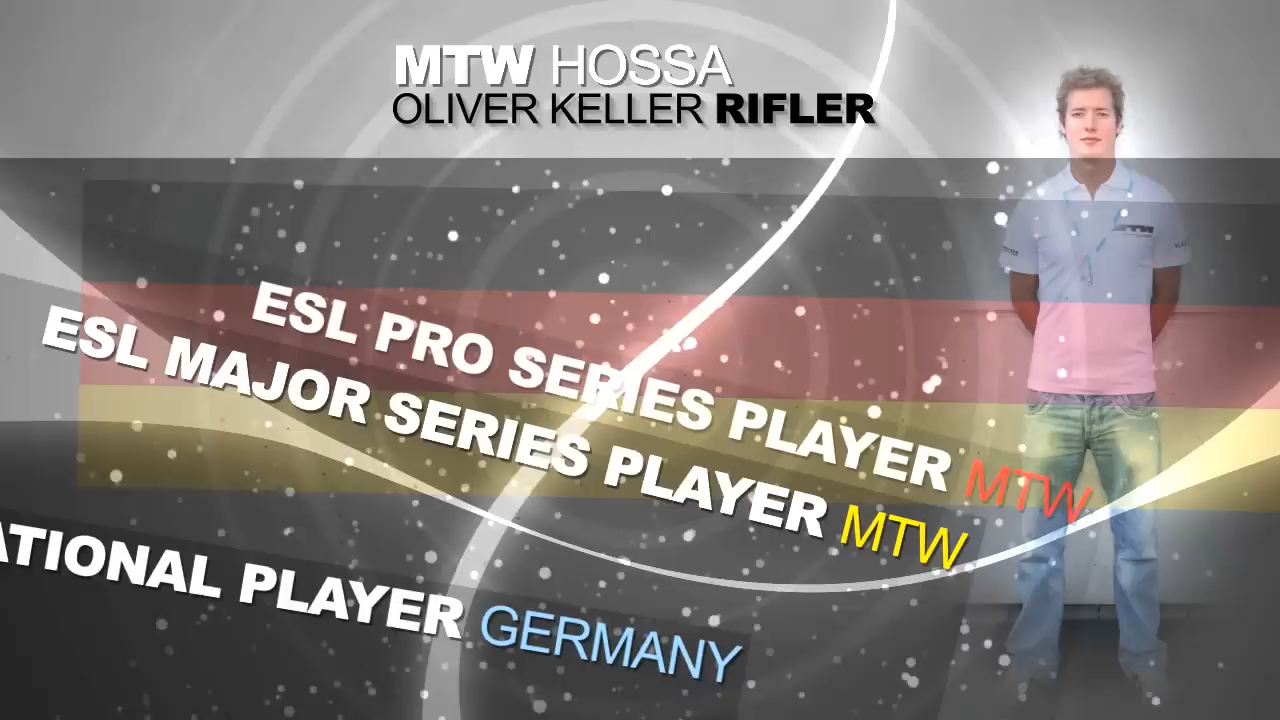 MTW HOSSA
OLIVER KELLER RIFLER
ESL PRO SERIES PLAYER MTW
ESL MAJOR SERIES PLAYER MTW
ATIONAL PLAYER GERMANY